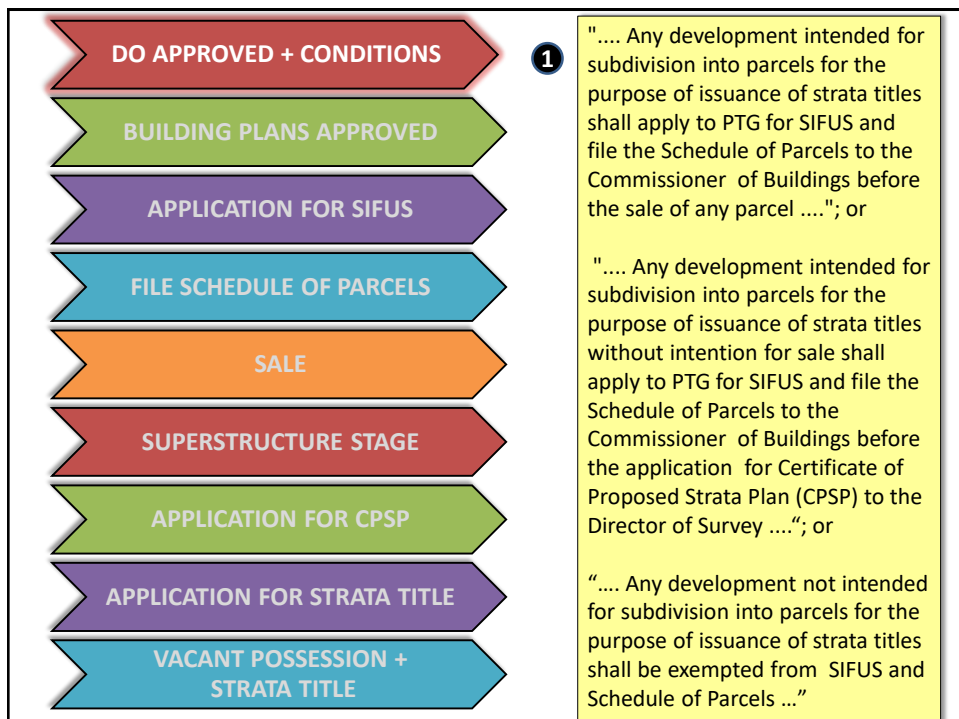 DO APPROVED + CONDITIONS
BUILDING PLANS APPROVED
APPLICATION FOR SIFUS
FILE SCHEDULE OF PARCELS
SALE
SUPERSTRUCTURE STAGE
APPLICATION FOR CPSP
APPLICATION FOR STRATA TITLE
VACANT POSSESSION +
STRATA TITLE
1
".... Any development intended for
subdivision into parcels for the
purpose of issuance of strata titles
shall apply to PTG for SIFUS and
file the Schedule of Parcels to the
Commissioner of Buildings before
the sale of any parcel ...."; or
".... Any development intended for
subdivision into parcels for the
purpose of issuance of strata titles
without intention for sale shall
apply to PTG for SIFUS and file the
Schedule of Parcels to the
Commissioner of Buildings before
the application for Certificate of
Proposed Strata Plan (CPSP) to the
Director of Survey ....“; or
“.... Any development not intended
for subdivision into parcels for the
purpose of issuance of strata titles
shall be exempted from SIFUS and
Schedule of Parcels ...”